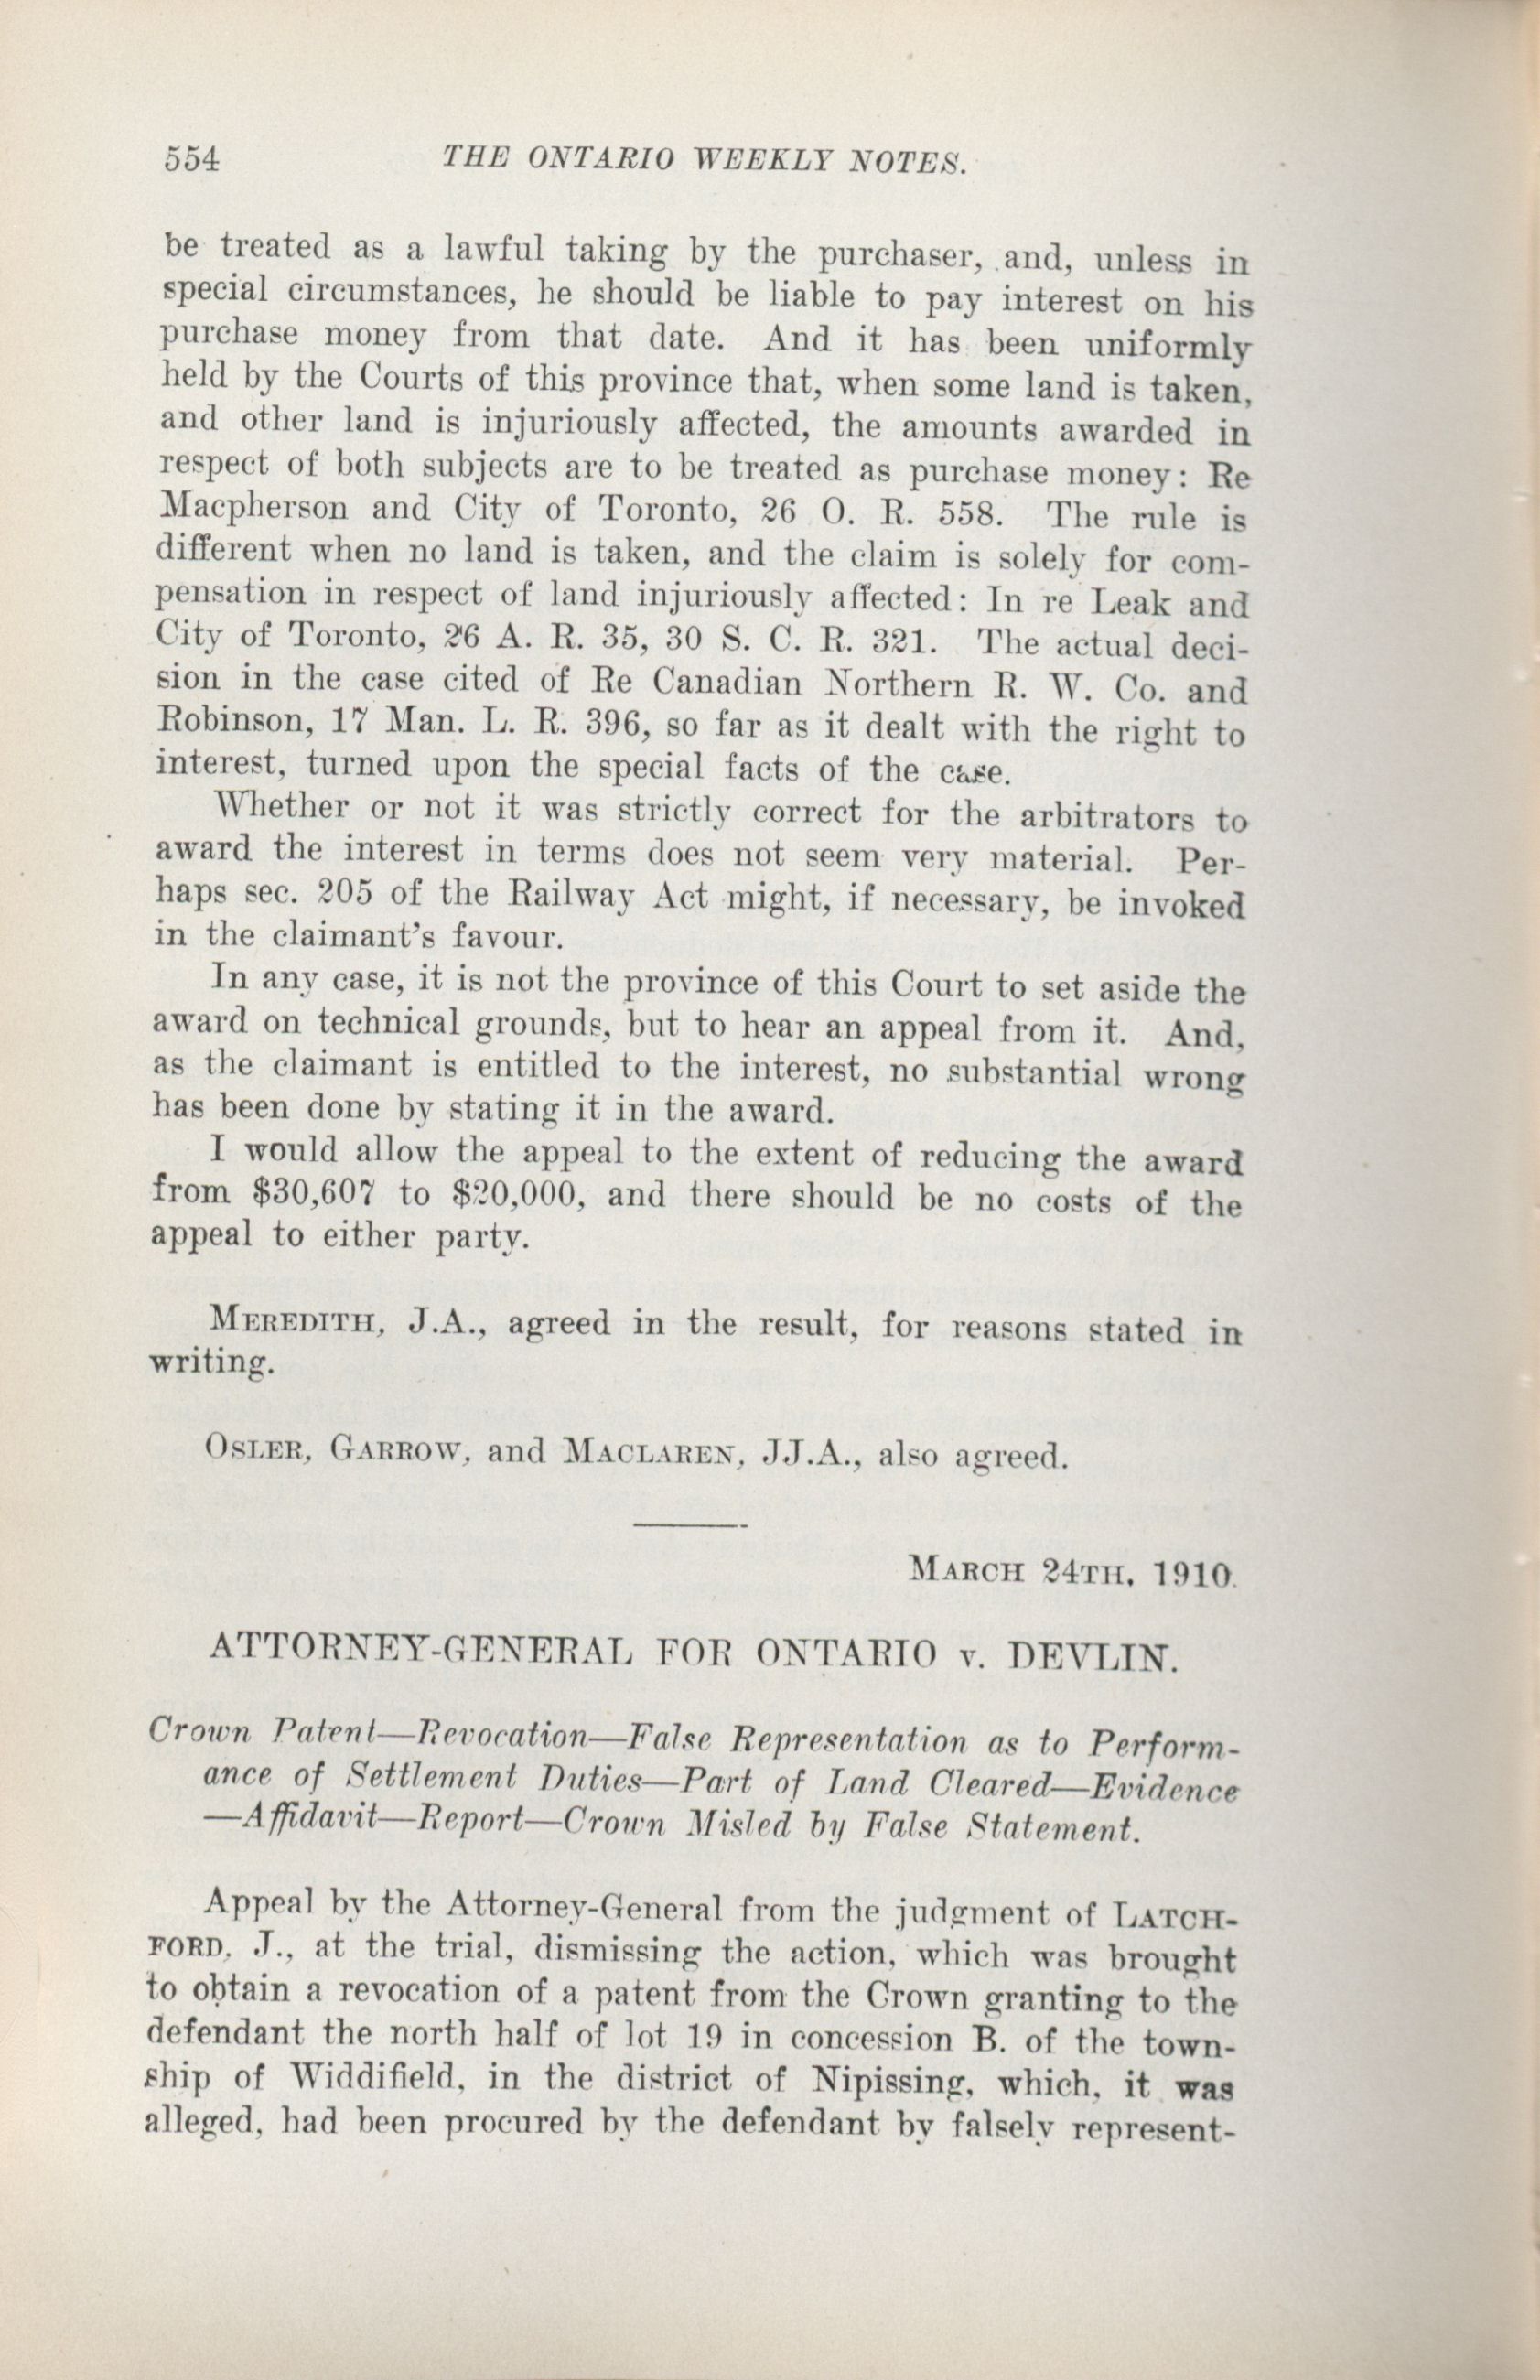 554 THE ONTARIO WEEKLY NOTES.
be treated as a lawful taking by the purchaser, and, unless in
special circumstances, he should be liable to pay interest on his
purchase money from that date. And it has been uniformly
held by the Courts of this province that, when some land is taken,
and other land is injuriously affected, the amounts awarded in
respect of both subjects are to be treated as purchase money: Re
Macpherson and City of Toronto, 26 O. R. 558. The rule is
different when no land is taken, and the claim is solely for com-
pensation in respect of land injuriously affected: In re Leak and
City of Toronto, 26 A. R. 35, 30 S. C. R. 321. The actual deci-
sion in the case cited of Re Canadian Northern R. W. Co. and
Robinson, 17 Man. L. R. 396, so far as it dealt with the right to
interest, turned upon the special facts of the case.
Whether or not it was strictly correct for the arbitrators to
award the interest in terms does not seem very material. Per-
haps sec. 205 of the Railway Act might, if necessary, be invoked
in the claimant's favour.
In any case, it is not the province of this Court to set aside the
award on technical grounds, but to hear an appeal from it. And,
as the claimant is entitled to the interest, no substantial wrong
has been done by stating it in the award.
I would allow the appeal to the extent of reducing the award
from $30,607 to $20,000, and there should be no costs of the
appeal to either party.
MEREDITH, J.A., agreed in the result, for reasons stated in
writing.
OSLER, GARROW, and MACLAREN, JJ.A., also agreed.
MARCH 24TH, 1910.
ATTORNEY-GENERAL FOR ONTARIO v. DEVLIN.
Crown Patent—Revocation—False Representation as to Perform-
ance of Settlement Duties—Part of Land Cleared—Evidence
—Affidavit—Report—Crown Misled by False Statement.
Appeal by the Attorney-General from the judgment of LATCH-
FORD, J., at the trial, dismissing the action, which was brought
to obtain a revocation of a patent from the Crown granting to the
defendant the north half of lot 19 in concession B. of the town-
ship of Widdifield, in the district of Nipissing, which, it was
alleged, had been procured by the defendant by falsely represent-